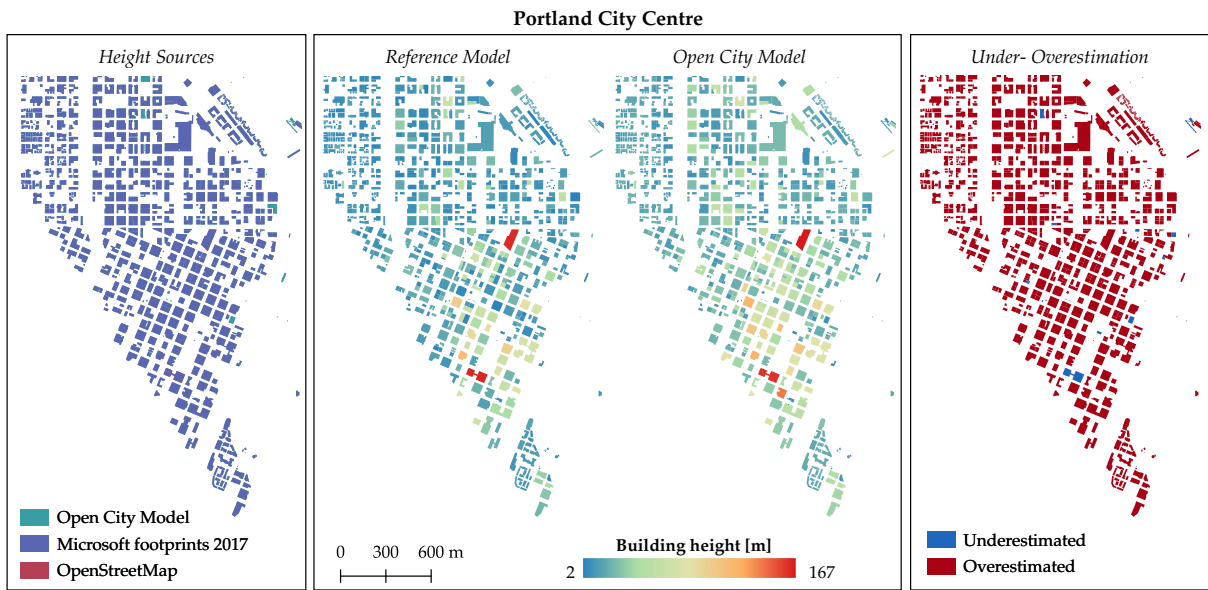 Portland City Centre
Height Sources
Reference Model
Open City Model
Under- Overestimation
Open City Model
Microsoft footprints 2017
OpenStreetMap
0 300 600 m
Building height [m]
2 167
Underestimated
Overestimated